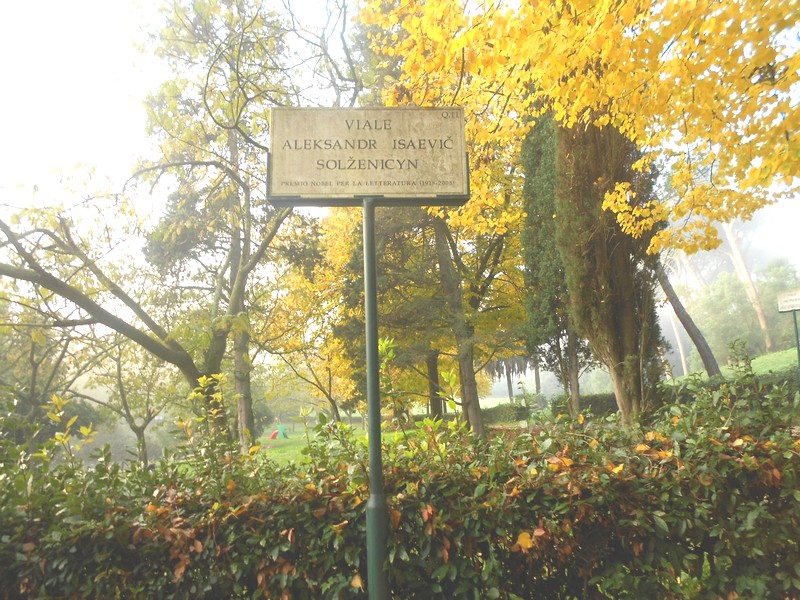 Q.11
VIALE
ALEKSANDR ISAEVIČ
SOLŽENICYN
PREMIO NOBEL PER LA LETTERATURA (1918-2008)